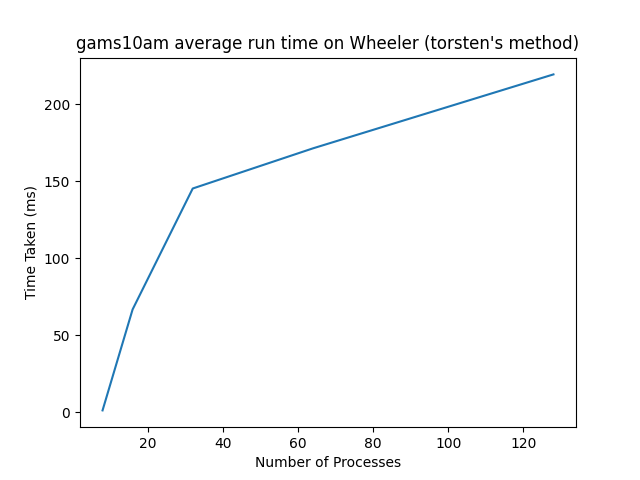 gams10am average run time on Wheeler (torsten's method)
200
150
100
50
0
Time Taken (ms)
20 40 60 80 100 120
Number of Processes